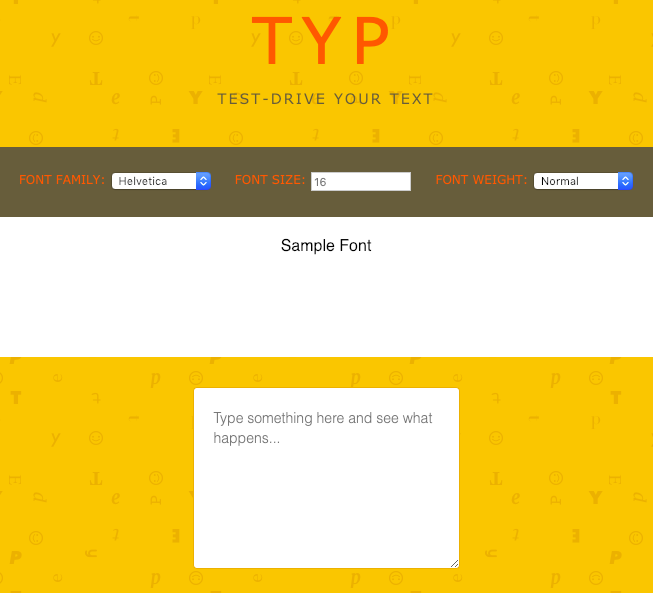 TYP
TEST-DRIVE YOUR TEXT
FONT FAMILY: Helvetica FONT SIZE: 16 FONT WEIGHT: Normal
Sample Font
Type something here and see what
happens...